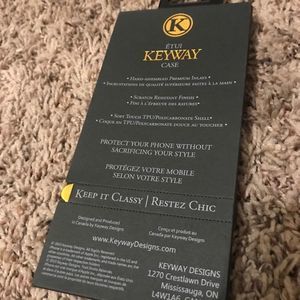 K
ÉTUI
KEYWAY
CASE
• Hand-Assembled Premium Inlays •
• Incrustations de qualité supérieure faites à la main •
• Scratch Resistant Finish •
• Fini à l'épreuve des rayures •
• Soft Touch TPU/Polycarbonate Shell •
• Coque en TPU/Polycarbonate douce au toucher •
PROTECT YOUR PHONE WITHOUT
SACRIFICING YOUR STYLE
PROTÉGEZ VOTRE MOBILE
SELON VOTRE STYLE
KEEP IT CLASSY | RESTEZ CHIC
Designed and Produced
in Canada by Keyway Designs
Conçu et produit au
Canada par Keyway Designs
www.KeywayDesigns.com
KEYWAY DESIGNS
1270 Crestlawn Drive
Mississauga, ON
L4W1A6